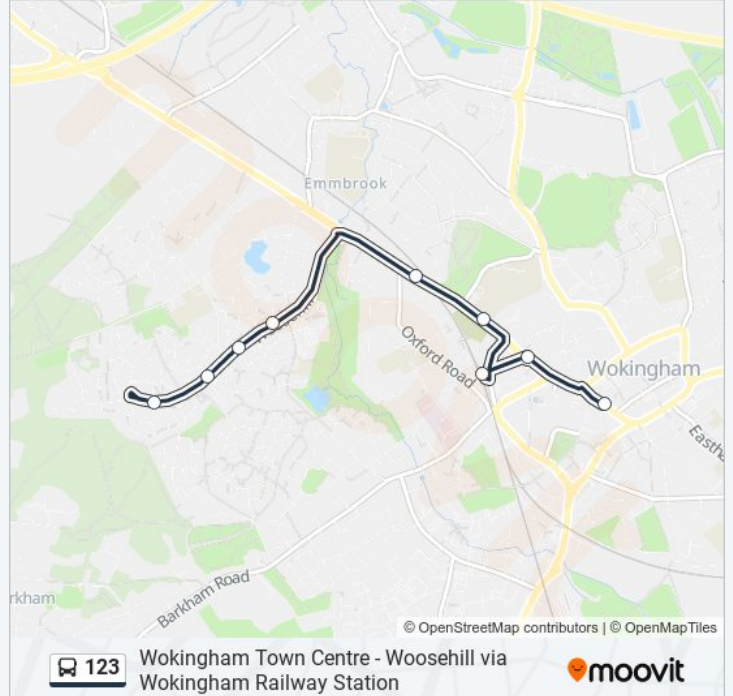 Emmbrook
Oxford Road
Wokingham
Barkham Road
rkham
© OpenStreetMap contributors | © OpenMapTiles
123
Wokingham Town Centre - Woosehill via
Wokingham Railway Station
moovit